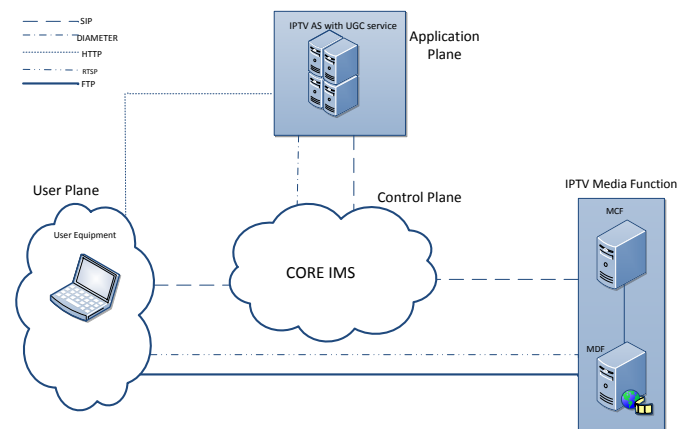 SIP
DIAMETER
HTTP
RTSP
FTP
IPTV AS with UGC service
Application
Plane
User Plane
Control Plane
IPTV Media Function
User Equipment
MCF
CORE IMS
MDF